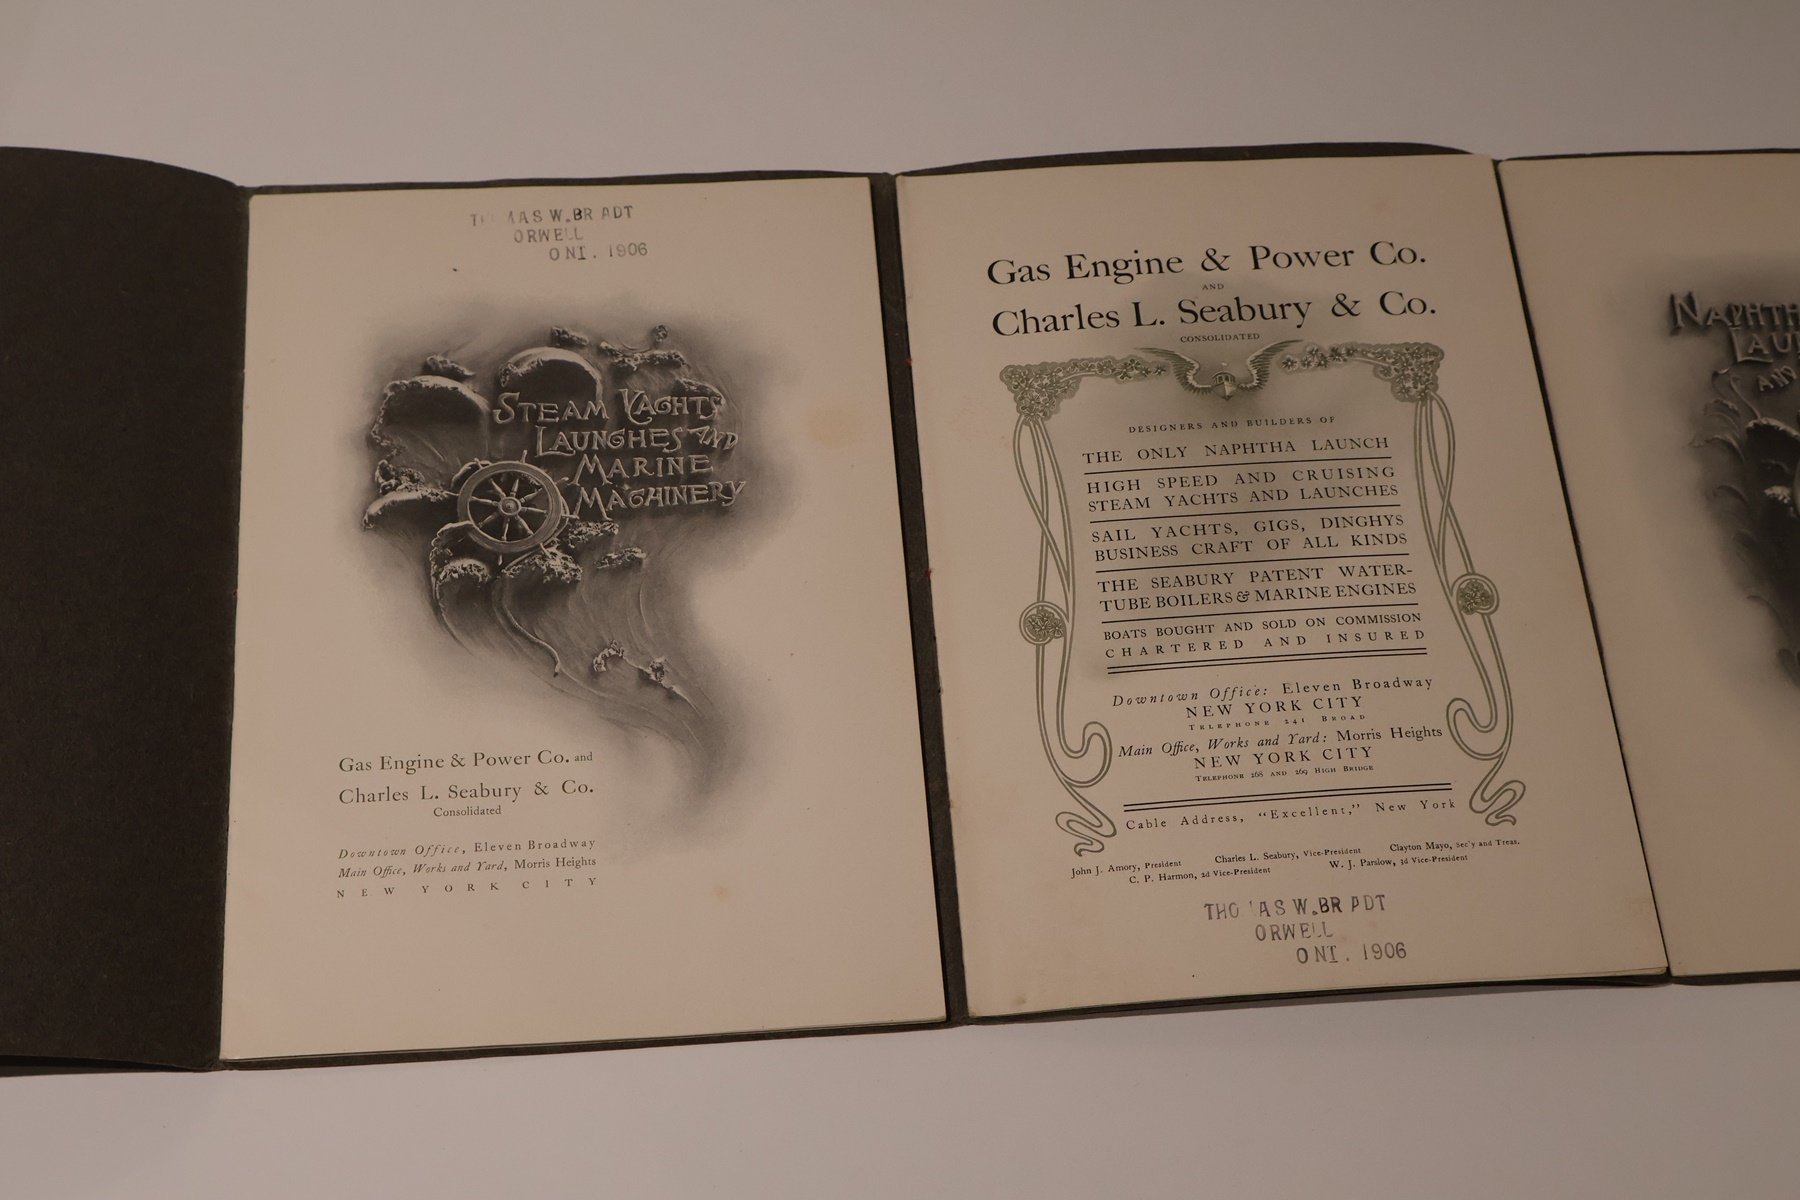 THOMAS W. BRADT
ORWELL
ONT. 1906
STEAM YACHTS
LAUNCHES AND
MARINE
MACHINERY
Gas Engine & Power Co. and
Charles L. Seabury & Co.
Consolidated
Downtown Office, Eleven Broadway
Main Office, Works and Yard, Morris Heights
NEW YORK CITY
Gas Engine & Power Co.
AND
Charles L. Seabury & Co.
CONSOLIDATED
DESIGNERS AND BUILDERS OF
THE ONLY NAPHTHA LAUNCH
HIGH SPEED AND CRUISING
STEAM YACHTS AND LAUNCHES
SAIL YACHTS, GIGS, DINGHYS
BUSINESS CRAFT OF ALL KINDS
THE SEABURY PATENT WATER-
TUBE BOILERS & MARINE ENGINES
BOATS BOUGHT AND SOLD ON COMMISSION
CHARTERED AND INSURED
Downtown Office: Eleven Broadway
NEW YORK CITY
TELEPHONE 241 BROAD
Main Office, Works and Yard: Morris Heights
NEW YORK CITY
TELEPHONE 268 AND 269 HIGH BRIDGE
Cable Address, "Excellent," New York
John J. Amory, President Charles L. Seabury, Vice-President Clayton Mayo, Sec'y and Treas.
C. P. Harmon, 2d Vice-President W. J. Parslow, 3d Vice-President
THOMAS W. BRADT
ORWELL
ONT. 1906
NAPHTH
LAU
AND